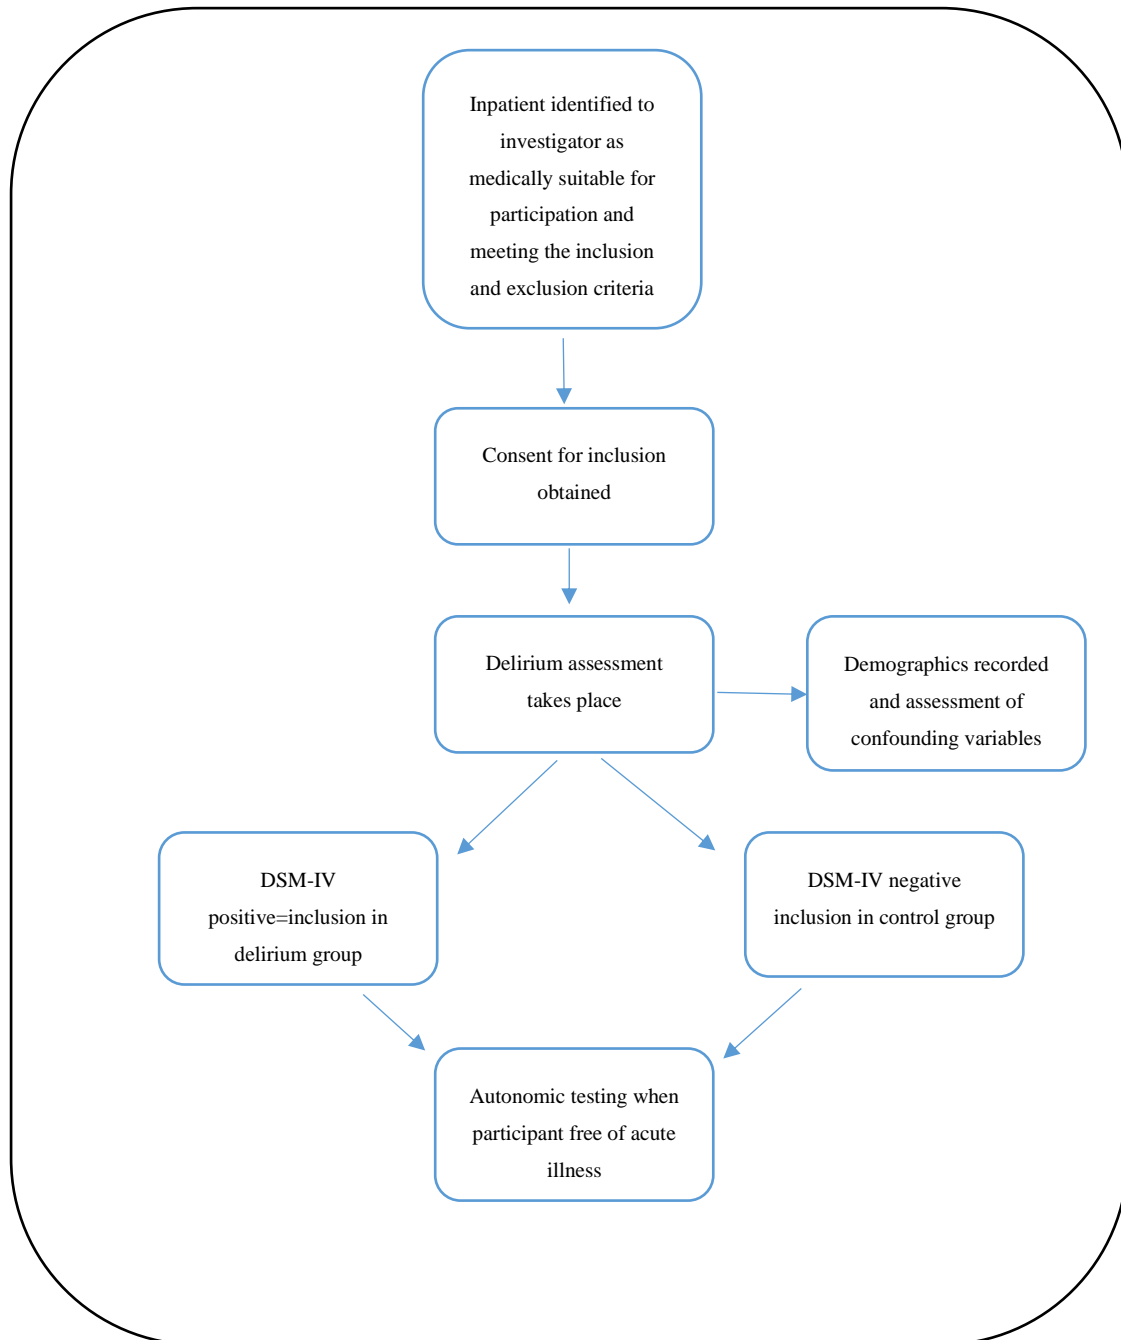 Inpatient identified to
investigator as
medically suitable for
participation and
meeting the inclusion
and exclusion criteria
Consent for inclusion
obtained
Delirium assessment
takes place
Demographics recorded
and assessment of
confounding variables
DSM-IV
positive=inclusion in
delirium group
DSM-IV negative
inclusion in control group
Autonomic testing when
participant free of acute
illness